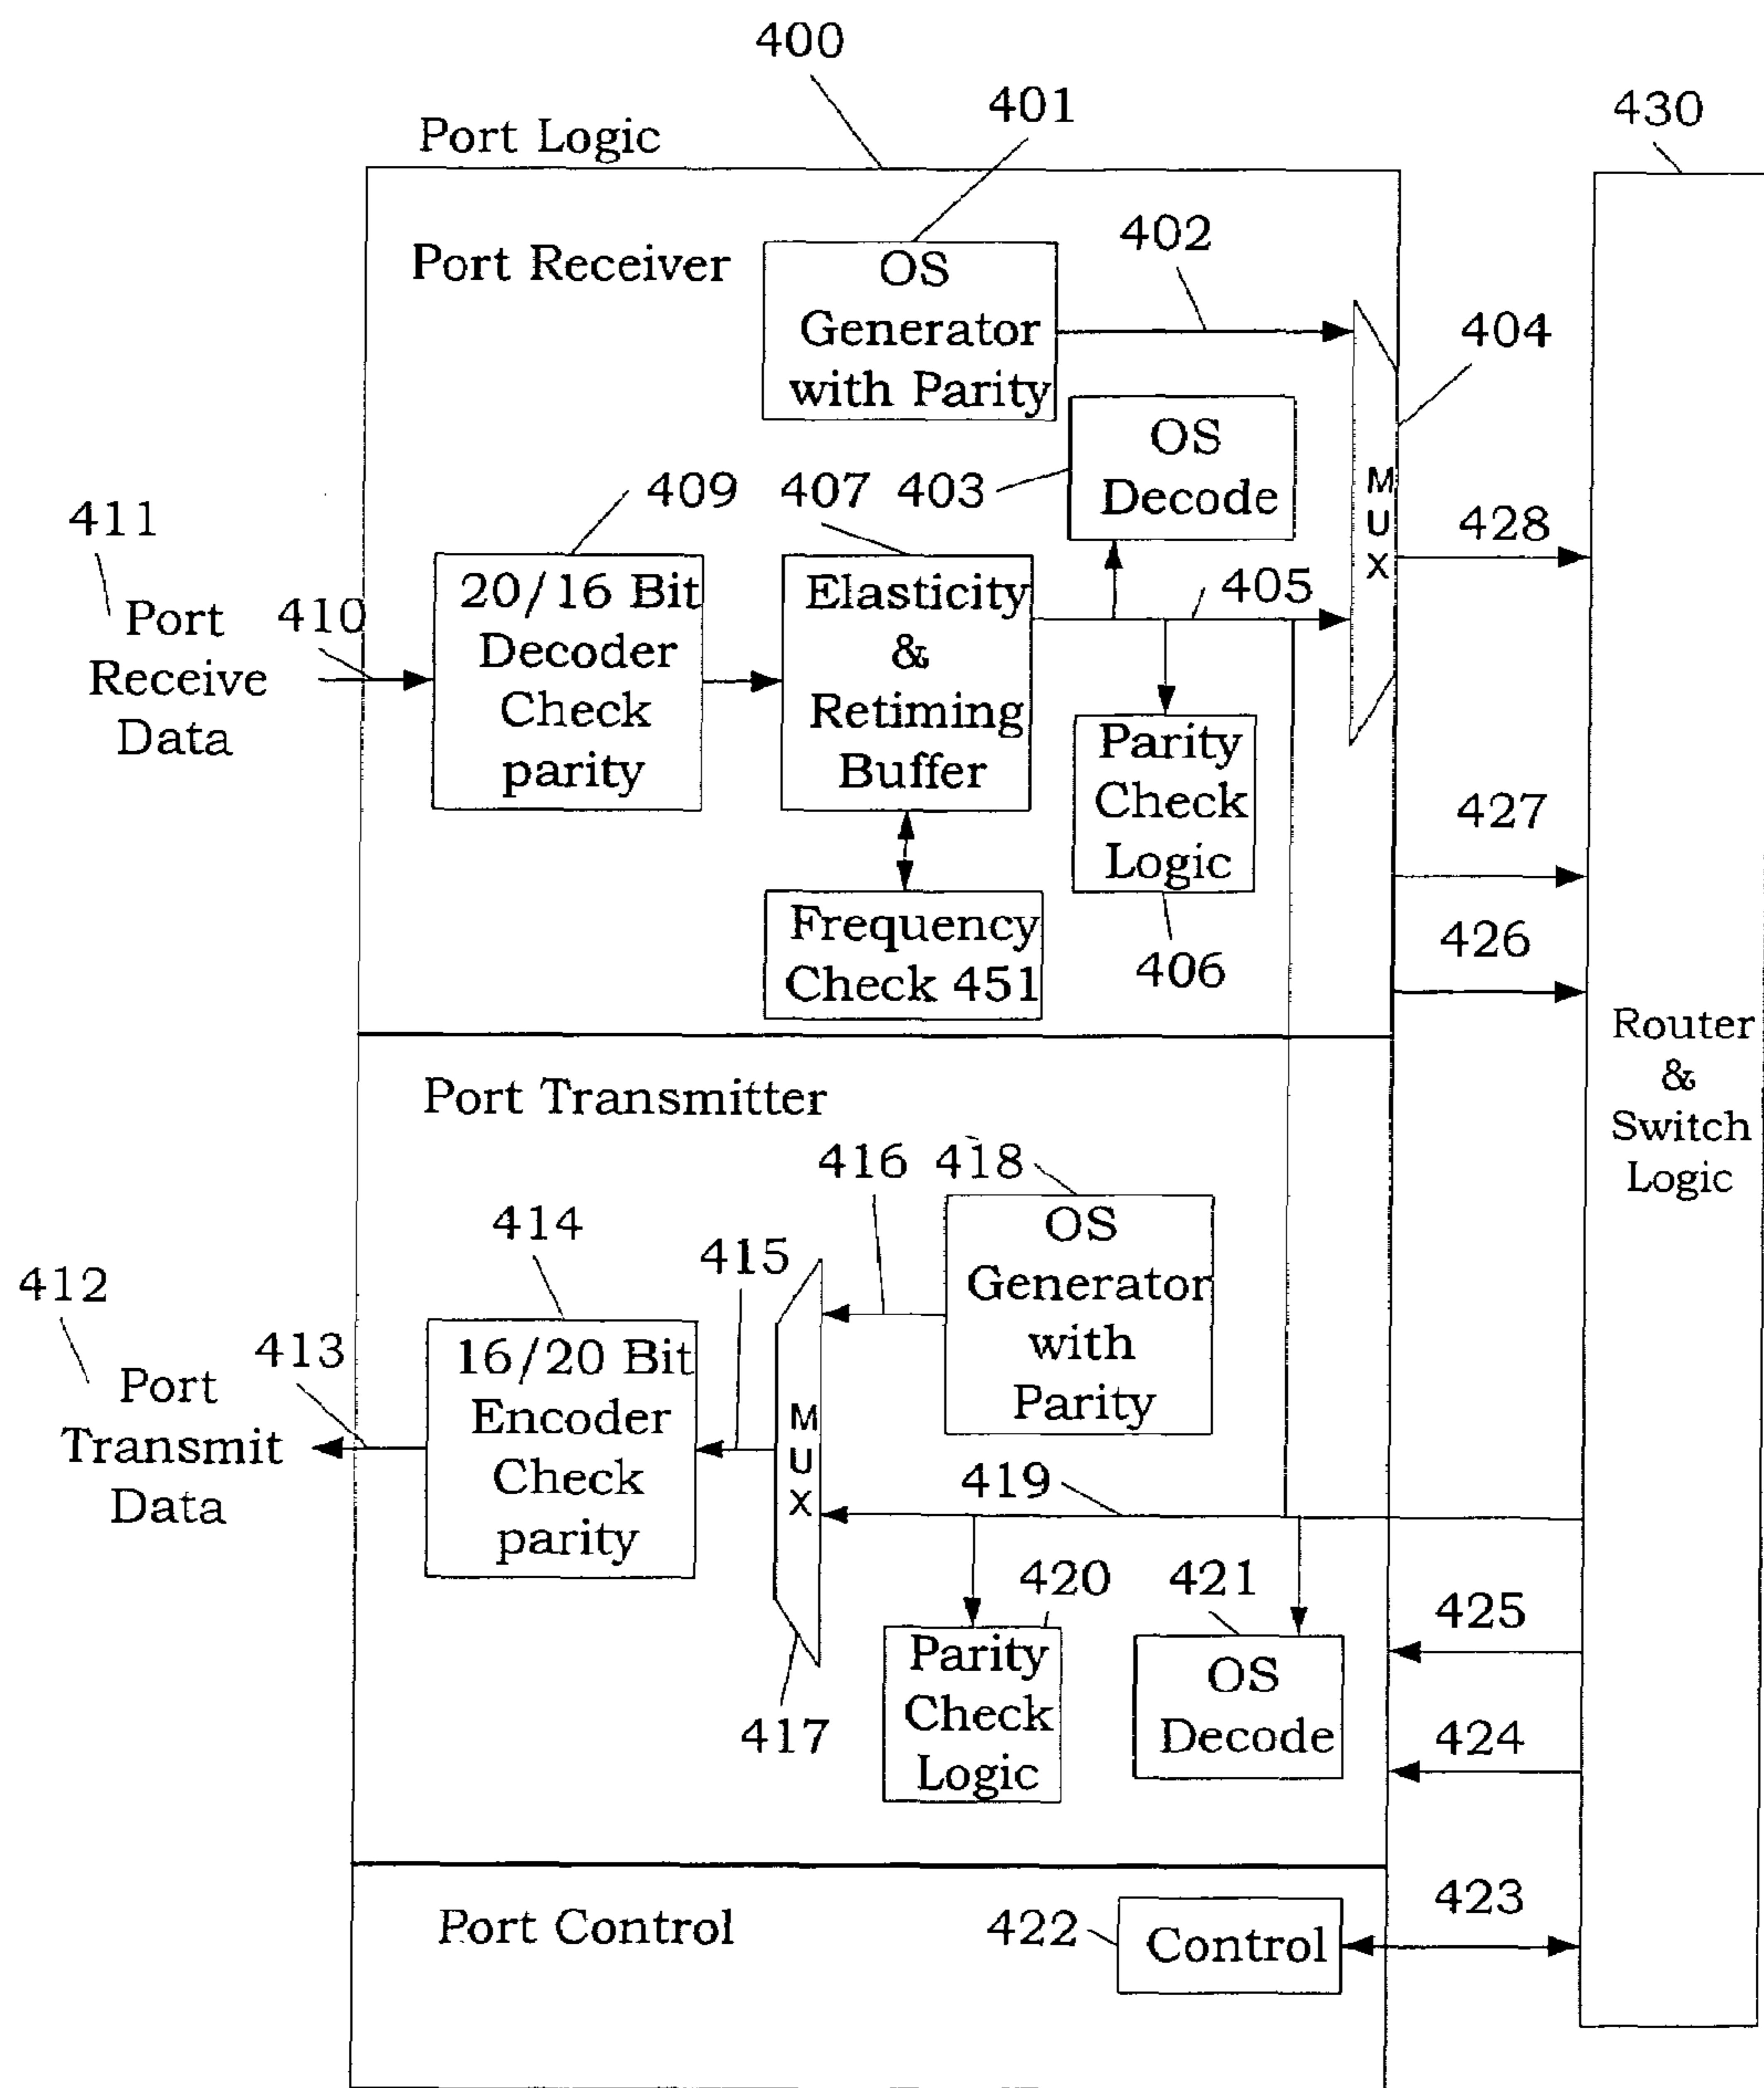 400
401
430
Port Logic
Port Receiver
OS
Generator
with Parity
402
404
OS
Decode
403
409
407
411
Port
Receive
Data
410
20/16 Bit
Decoder
Check
parity
Elasticity
&
Retiming
Buffer
405
M
U
X
428
Parity
Check
Logic
406
427
426
Frequency
Check 451
Router
&
Switch
Logic
Port Transmitter
416
418
OS
Generator
with
Parity
414
415
412
Port
Transmit
Data
413
16/20 Bit
Encoder
Check
parity
M
U
X
417
419
420
421
Parity
Check
Logic
OS
Decode
425
424
Port Control
422
Control
423